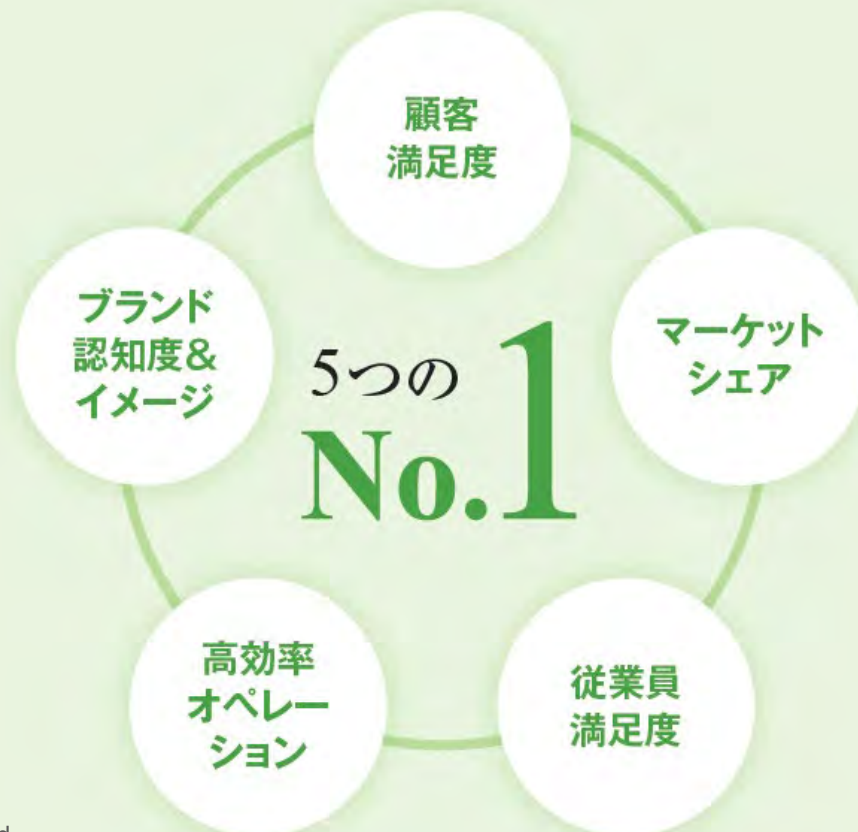 顧客
満足度
ブランド
認知度&
イメージ
5つの
No.1
マーケット
シェア
高効率
オペレー
ション
従業員
満足度
d